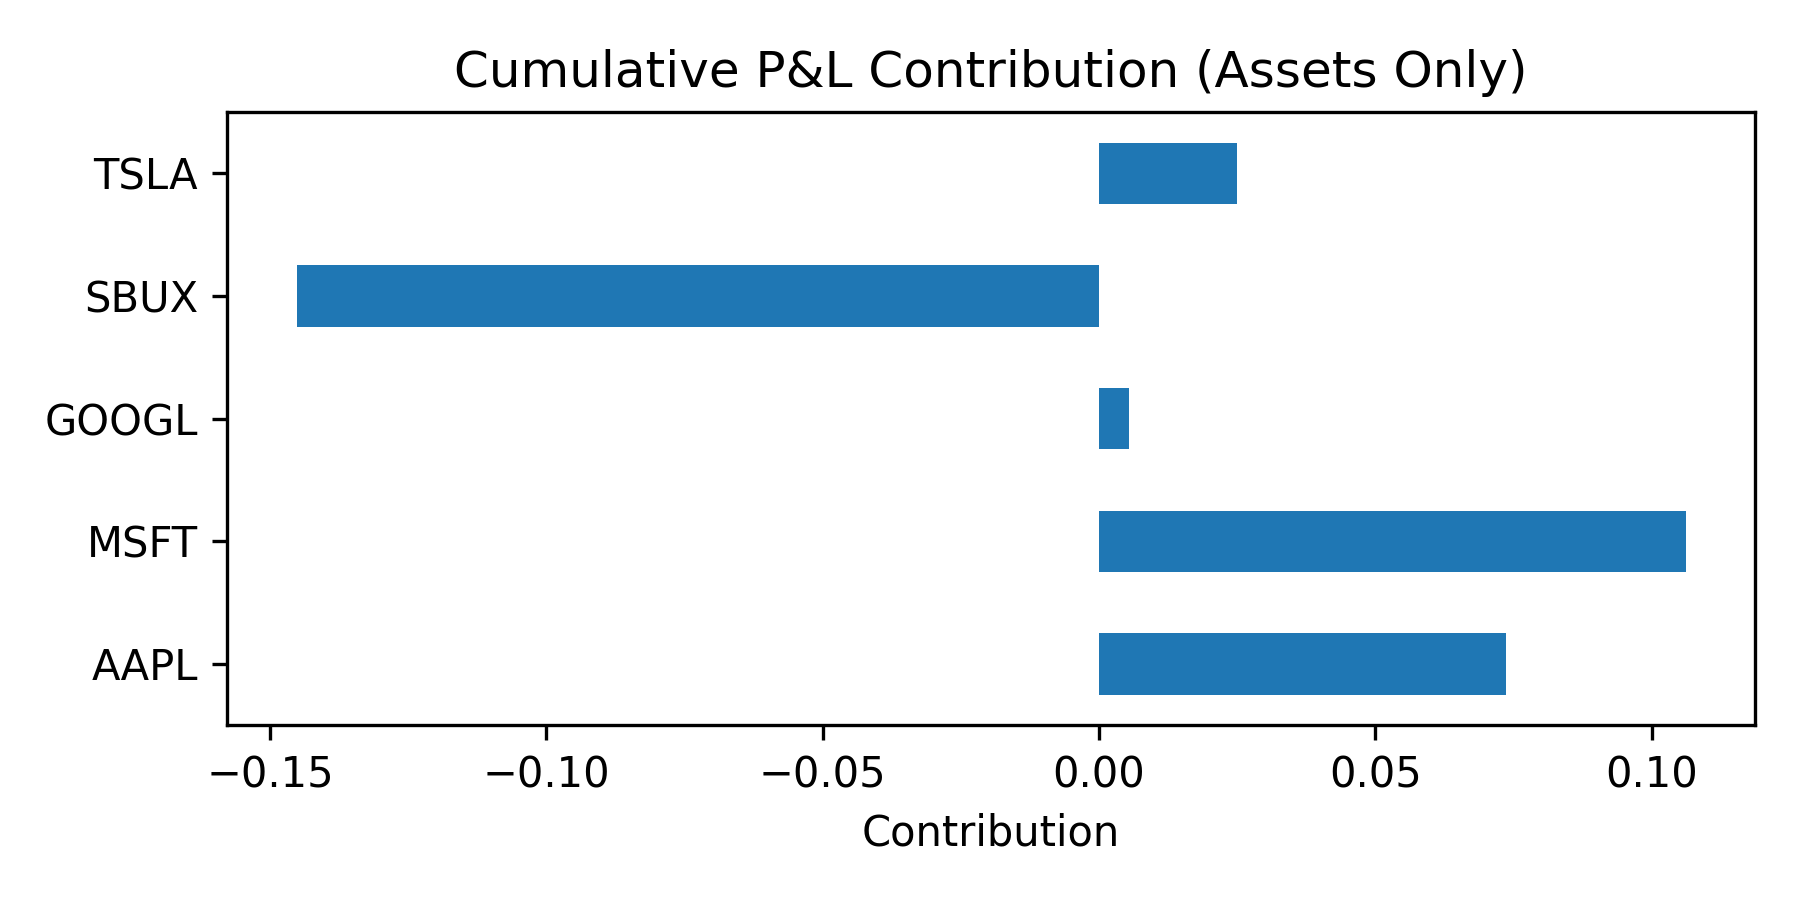 Cumulative P&L Contribution (Assets Only)
TSLA
SBUX
GOOGL
MSFT
AAPL
−0.15 −0.10 −0.05 0.00 0.05 0.10
Contribution